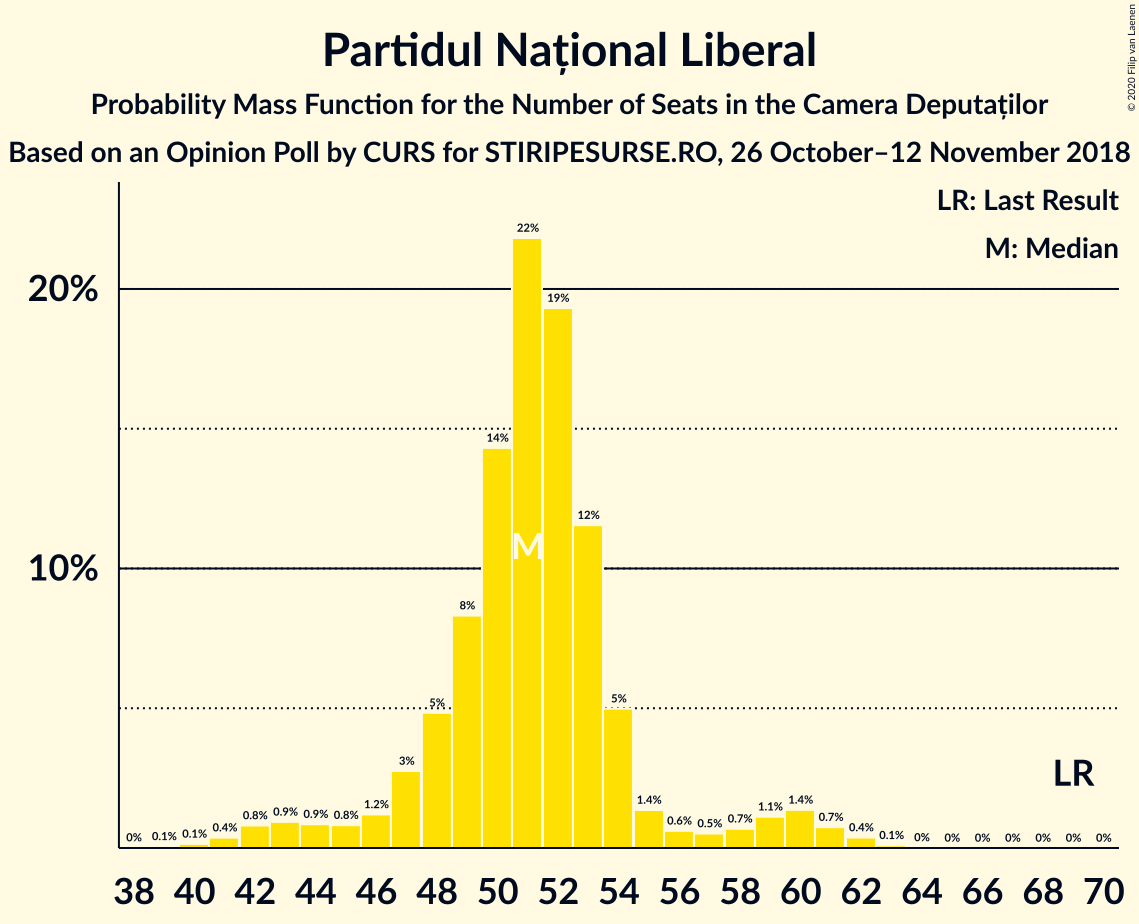 Partidul Național Liberal
Probability Mass Function for the Number of Seats in the Camera Deputaților
Based on an Opinion Poll by CURS for STIRIPESURSE.RO, 26 October–12 November 2018
© 2020 Filip van Laenen
LR: Last Result
M: Median
20%
10%
0% 0.1% 0.1% 0.4% 0.8% 0.9% 0.9% 0.8% 1.2% 3% 5% 8% 14% 22% 19% 12% 5% 1.4% 0.6% 0.5% 0.7% 1.1% 1.4% 0.7% 0.4% 0.1% 0% 0% 0% 0% 0% 0% 0%
M
LR
38 40 42 44 46 48 50 52 54 56 58 60 62 64 66 68 70